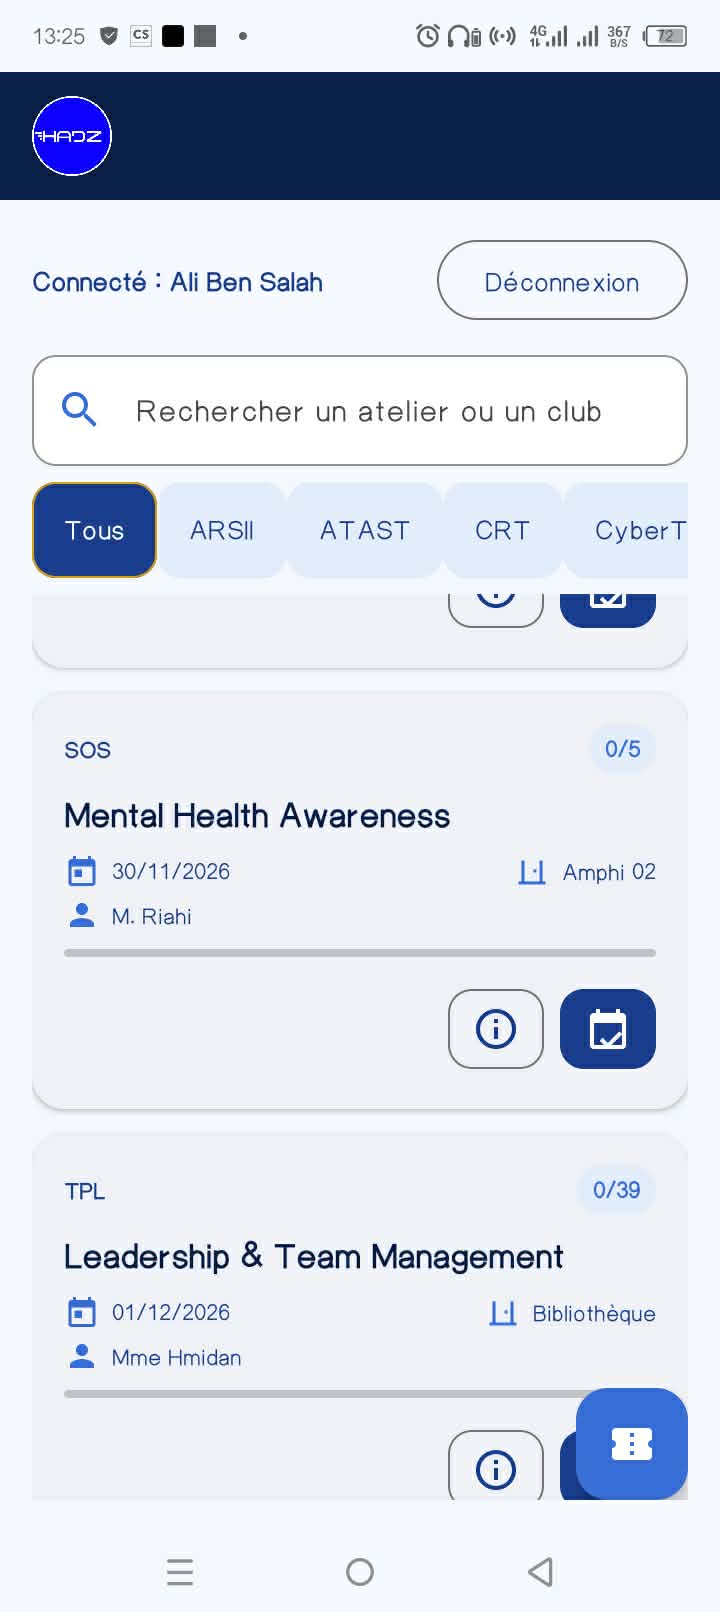 13:25 CS 4G 367 B/S 72
HADZ
Connecté : Ali Ben Salah Déconnexion
Rechercher un atelier ou un club
Tous ARSII ATAST CRT CyberT
SOS 0/5
Mental Health Awareness
30/11/2026 Amphi 02
M. Riahi
TPL 0/39
Leadership & Team Management
01/12/2026 Bibliothèque
Mme Hmidan